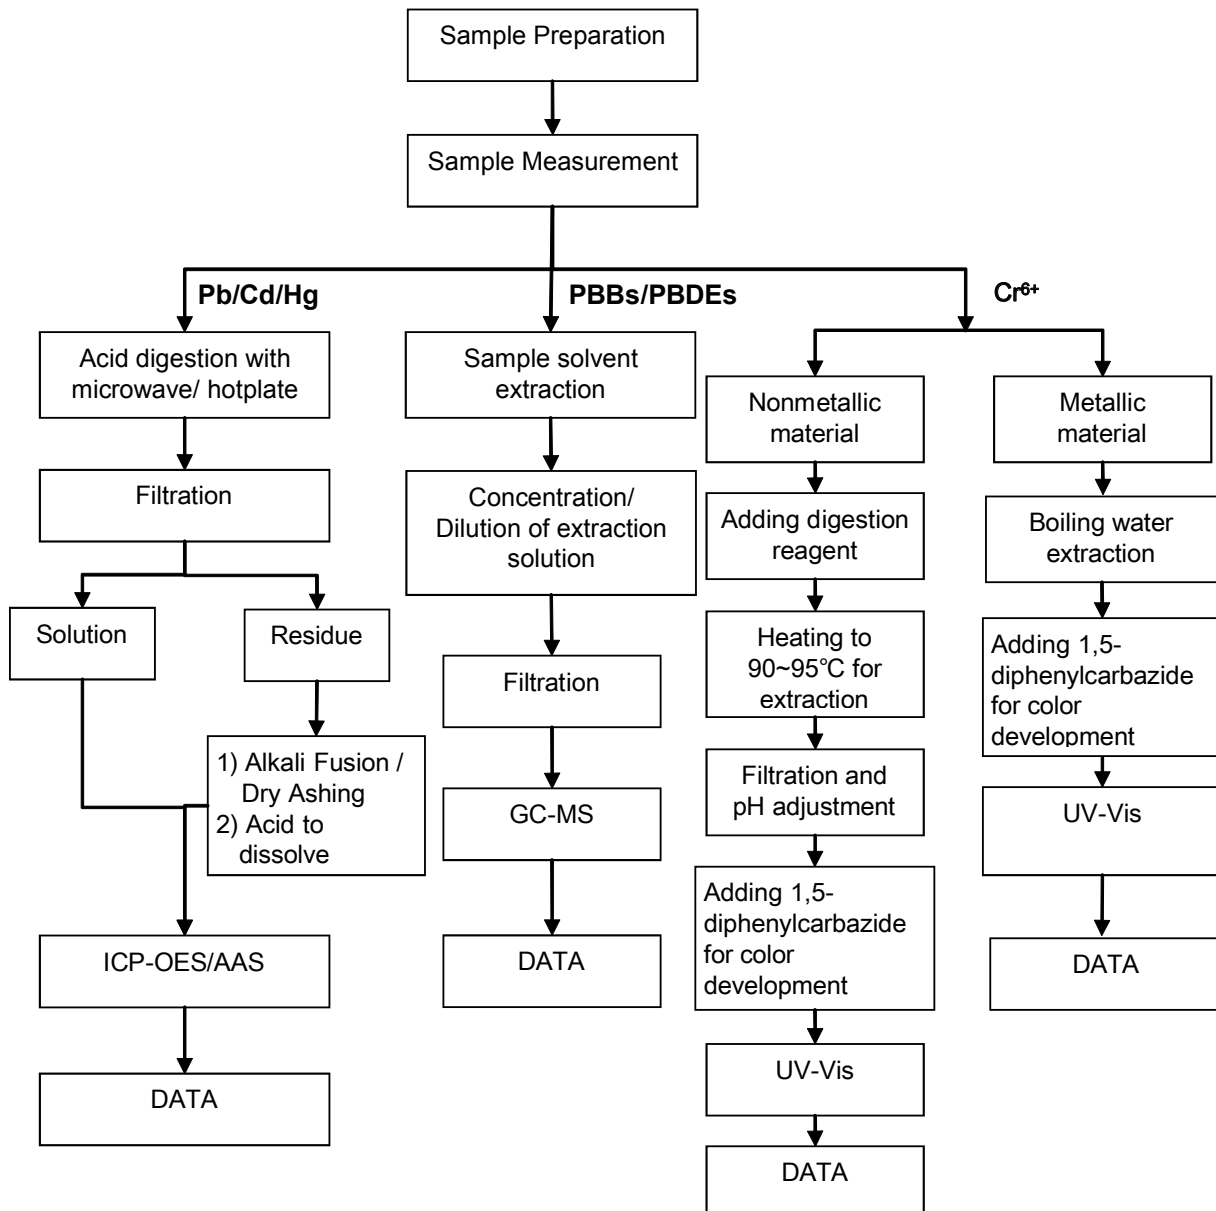 Sample Preparation
Sample Measurement
Pb/Cd/Hg
PBBs/PBDEs
Cr⁶⁺
Acid digestion with
microwave/ hotplate
Filtration
Solution
Residue
1) Alkali Fusion /
Dry Ashing
2) Acid to
dissolve
ICP-OES/AAS
DATA
Sample solvent
extraction
Concentration/
Dilution of extraction
solution
Filtration
GC-MS
DATA
Nonmetallic
material
Adding digestion
reagent
Heating to
90~95℃ for
extraction
Filtration and
pH adjustment
Adding 1,5-
diphenylcarbazide
for color
development
UV-Vis
DATA
Metallic
material
Boiling water
extraction
Adding 1,5-
diphenylcarbazide
for color
development
UV-Vis
DATA